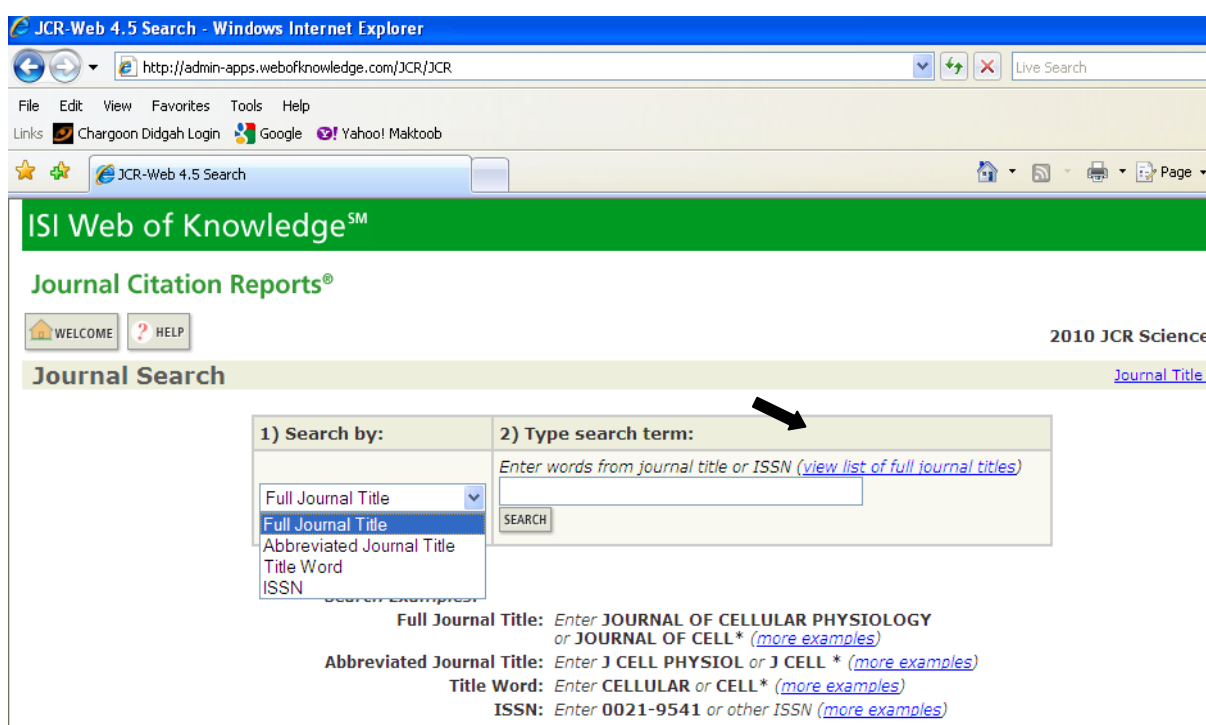 JCR-Web 4.5 Search - Windows Internet Explorer
http://admin-apps.webofknowledge.com/JCR/JCR
Live Search
File Edit View Favorites Tools Help
Links Chargoon Didgah Login Google Yahoo! Maktoob
JCR-Web 4.5 Search
Page
ISI Web of Knowledge℠
Journal Citation Reports®
WELCOME ? HELP
2010 JCR Science
Journal Search
Journal Title
1) Search by: 2) Type search term:
Enter words from journal title or ISSN (view list of full journal titles)
Full Journal Title
SEARCH
Full Journal Title
Abbreviated Journal Title
Title Word
ISSN
Search Examples:
Full Journal Title: Enter JOURNAL OF CELLULAR PHYSIOLOGY
or JOURNAL OF CELL* (more examples)
Abbreviated Journal Title: Enter J CELL PHYSIOL or J CELL * (more examples)
Title Word: Enter CELLULAR or CELL* (more examples)
ISSN: Enter 0021-9541 or other ISSN (more examples)